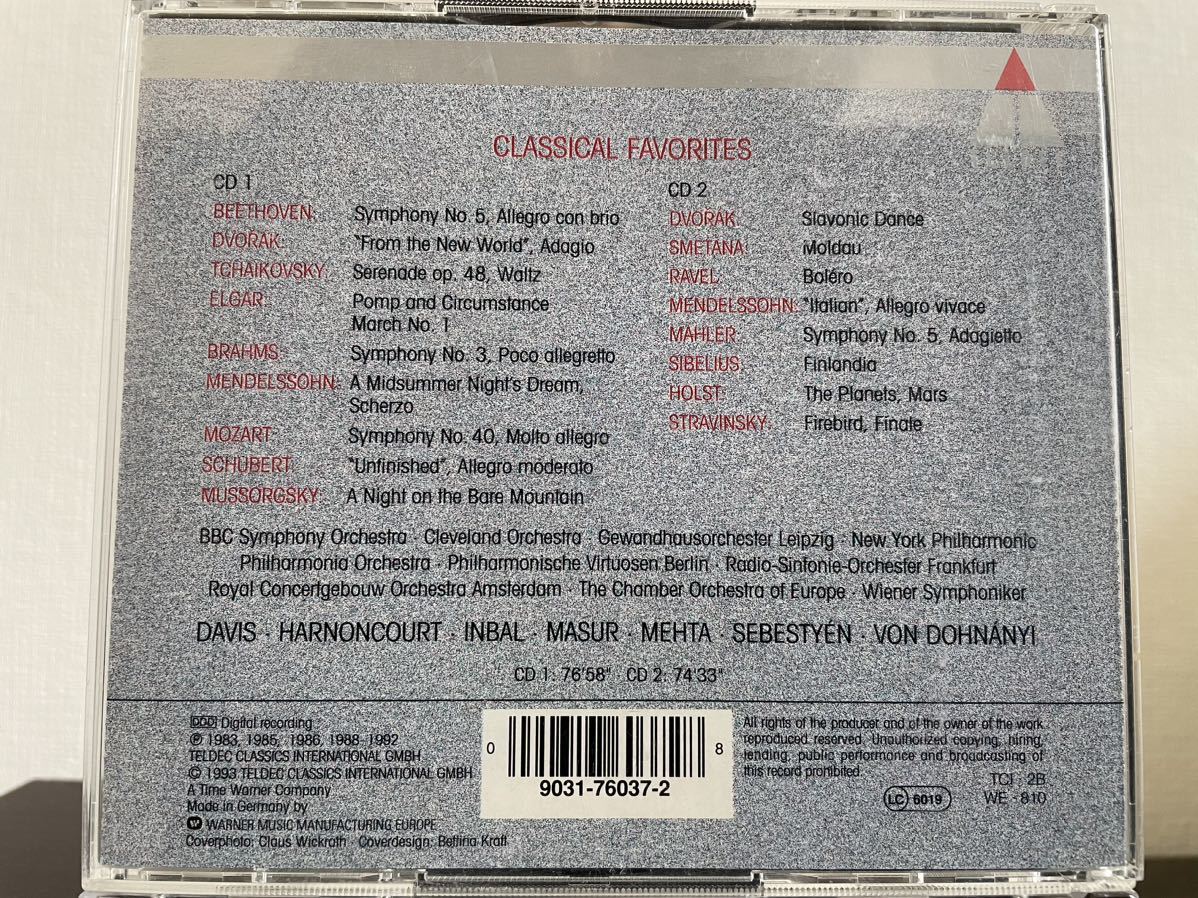 CLASSICAL FAVORITES
CD 1
BEETHOVEN: Symphony No. 5, Allegro con brio
DVOŘÁK: "From the New World", Adagio
TCHAIKOVSKY: Serenade op. 48, Waltz
ELGAR: Pomp and Circumstance
March No. 1
BRAHMS: Symphony No. 3, Poco allegretto
MENDELSSOHN: A Midsummer Night's Dream,
Scherzo
MOZART Symphony No. 40, Molto allegro
SCHUBERT "Unfinished", Allegro moderato
MUSSORGSKY: A Night on the Bare Mountain
CD 2
DVOŘÁK: Slavonic Dance
SMETANA: Moldau
RAVEL: Boléro
MENDELSSOHN: "Italian", Allegro vivace
MAHLER: Symphony No. 5, Adagietto
SIBELIUS: Finlandia
HOLST: The Planets, Mars
STRAVINSKY: Firebird, Finale
BBC Symphony Orchestra · Cleveland Orchestra · Gewandhausorchester Leipzig · New York Philharmonic
Philharmonia Orchestra · Philharmonische Virtuosen Berlin · Radio-Sinfonie-Orchester Frankfurt
Royal Concertgebouw Orchestra Amsterdam · The Chamber Orchestra of Europe · Wiener Symphoniker
DAVIS · HARNONCOURT · INBAL · MASUR · MEHTA · SEBESTYÉN · VON DOHNÁNYI
CD 1: 76'58" · CD 2: 74'33"
DDD Digital recording
℗ 1983, 1985, 1986, 1988-1992
TELDEC CLASSICS INTERNATIONAL GMBH
© 1993 TELDEC CLASSICS INTERNATIONAL GMBH
A Time Warner Company
Made in Germany by
WARNER MUSIC MANUFACTURING EUROPE
Coverphoto: Claus Wickrath · Coverdesign: Bettina Kraft
0 8
9031-76037-2
All rights of the producer and of the owner of the work
reproduced reserved. Unauthorized copying, hiring,
lending, public performance and broadcasting of
this record prohibited.
TCI 2B
LC 6019 WE - 810